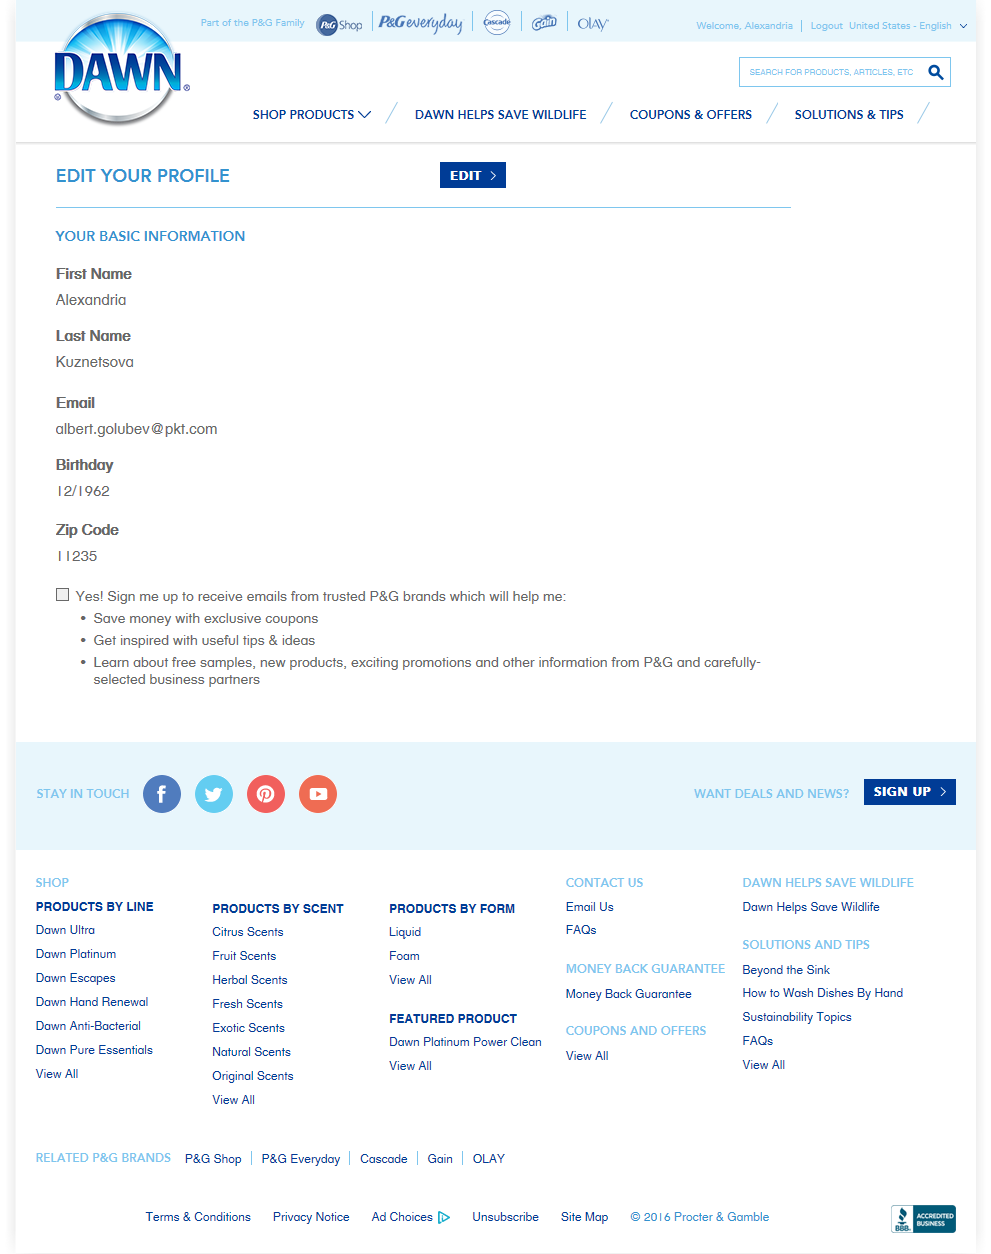 Part of the P&G Family P&G Shop P&G everyday Cascade Gain OLAY
Welcome, Alexandria Logout United States - English
DAWN
SEARCH FOR PRODUCTS, ARTICLES, ETC
SHOP PRODUCTS DAWN HELPS SAVE WILDLIFE COUPONS & OFFERS SOLUTIONS & TIPS
EDIT YOUR PROFILE
EDIT
YOUR BASIC INFORMATION
First Name
Alexandria
Last Name
Kuznetsova
Email
albert.golubev@pkt.com
Birthday
12/1962
Zip Code
11235
Yes! Sign me up to receive emails from trusted P&G brands which will help me:
• Save money with exclusive coupons
• Get inspired with useful tips & ideas
• Learn about free samples, new products, exciting promotions and other information from P&G and carefully-
selected business partners
STAY IN TOUCH
WANT DEALS AND NEWS? SIGN UP
SHOP
PRODUCTS BY LINE
Dawn Ultra
Dawn Platinum
Dawn Escapes
Dawn Hand Renewal
Dawn Anti-Bacterial
Dawn Pure Essentials
View All
PRODUCTS BY SCENT
Citrus Scents
Fruit Scents
Herbal Scents
Fresh Scents
Exotic Scents
Natural Scents
Original Scents
View All
PRODUCTS BY FORM
Liquid
Foam
View All
FEATURED PRODUCT
Dawn Platinum Power Clean
View All
CONTACT US
Email Us
FAQs
MONEY BACK GUARANTEE
Money Back Guarantee
COUPONS AND OFFERS
View All
DAWN HELPS SAVE WILDLIFE
Dawn Helps Save Wildlife
SOLUTIONS AND TIPS
Beyond the Sink
How to Wash Dishes By Hand
Sustainability Topics
FAQs
View All
RELATED P&G BRANDS P&G Shop P&G Everyday Cascade Gain OLAY
Terms & Conditions Privacy Notice Ad Choices Unsubscribe Site Map © 2016 Procter & Gamble
BBB. ACCREDITED
BUSINESS